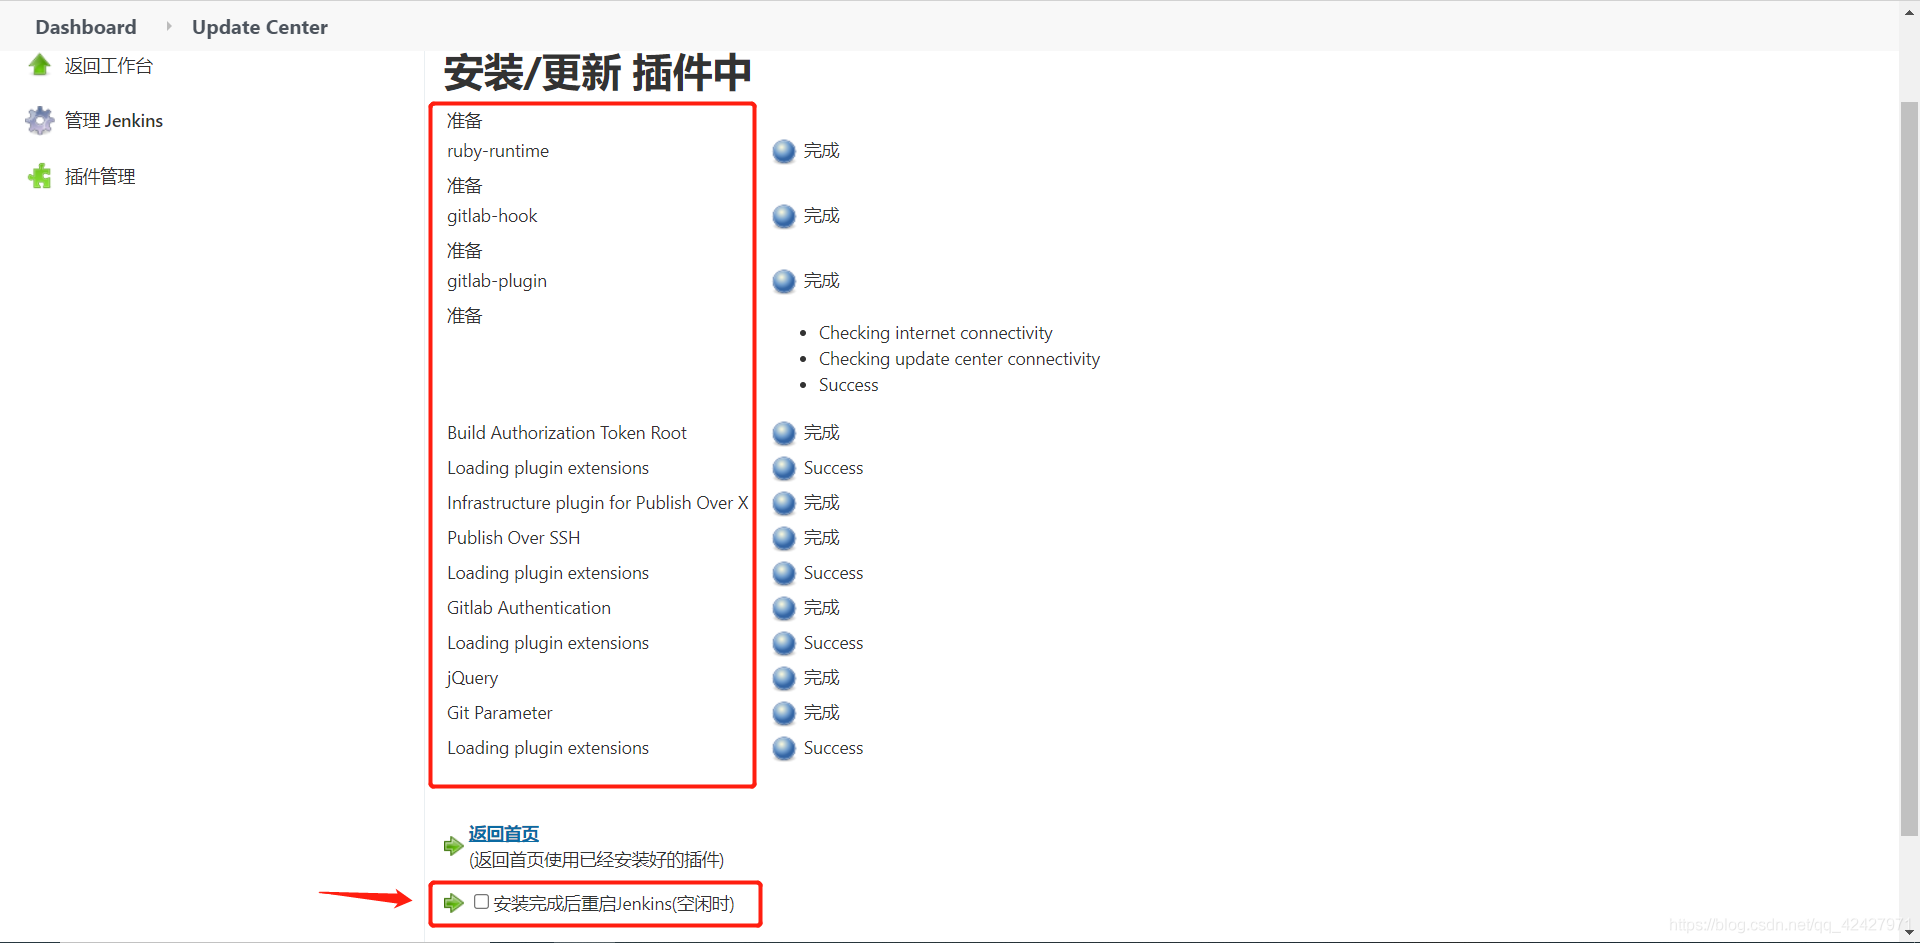 Dashboard Update Center
返回工作台
管理 Jenkins
插件管理
安装/更新 插件中
准备
ruby-runtime 完成
准备
gitlab-hook 完成
准备
gitlab-plugin 完成
准备
Checking internet connectivity
Checking update center connectivity
Success
Build Authorization Token Root 完成
Loading plugin extensions Success
Infrastructure plugin for Publish Over X 完成
Publish Over SSH 完成
Loading plugin extensions Success
Gitlab Authentication 完成
Loading plugin extensions Success
jQuery 完成
Git Parameter 完成
Loading plugin extensions Success
返回首页
(返回首页使用已经安装好的插件)
安装完成后重启Jenkins(空闲时)
https://blog.csdn.net/qq_42427971